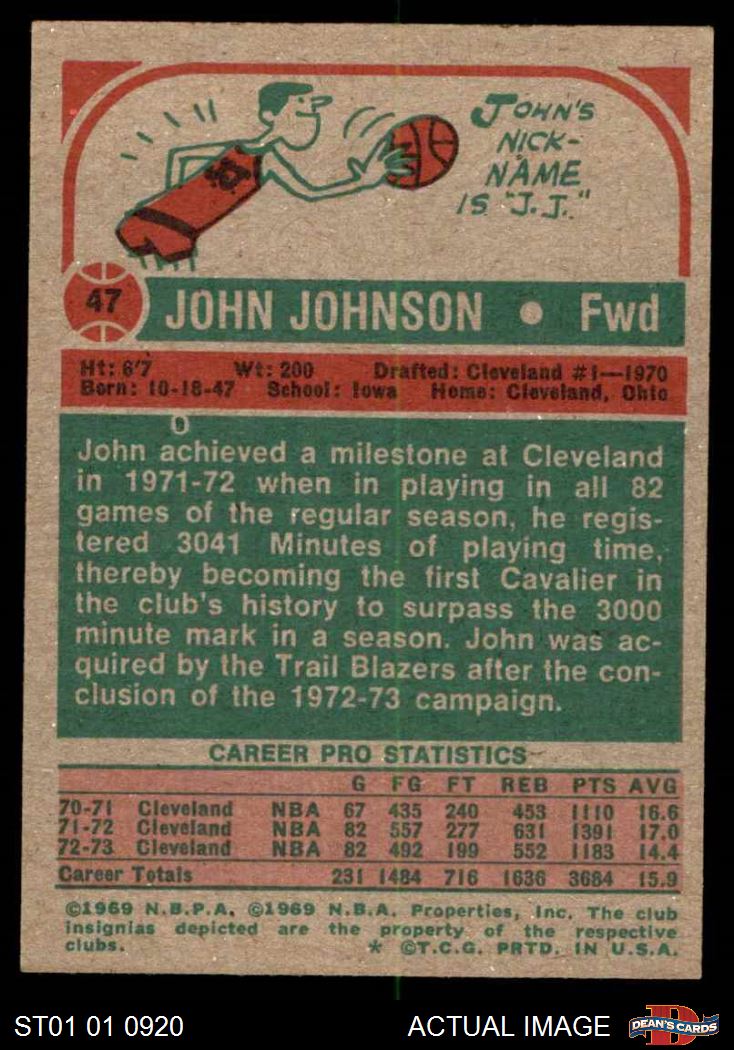 JOHN'S
NICK-
NAME
IS "J.J."
47 JOHN JOHNSON • Fwd
Ht: 6'7 Wt: 200 Drafted: Cleveland #1—1970
Born: 10-18-47 School: Iowa Home: Cleveland, Ohio
John achieved a milestone at Cleveland
in 1971-72 when in playing in all 82
games of the regular season, he regis-
tered 3041 Minutes of playing time,
thereby becoming the first Cavalier in
the club's history to surpass the 3000
minute mark in a season. John was ac-
quired by the Trail Blazers after the con-
clusion of the 1972-73 campaign.
CAREER PRO STATISTICS
G FG FT REB PTS AVG
70-71 Cleveland NBA 67 435 240 453 1110 16.6
71-72 Cleveland NBA 82 557 277 631 1391 17.0
72-73 Cleveland NBA 82 492 199 552 1183 14.4
Career Totals 231 1484 716 1636 3684 15.9
©1969 N.B.P.A. ©1969 N.B.A. Properties, Inc. The club
insignias depicted are the property of the respective
clubs. * ©T.C.G. PRTD. IN U.S.A.
ST01 01 0920 ACTUAL IMAGE DEAN'S CARDS